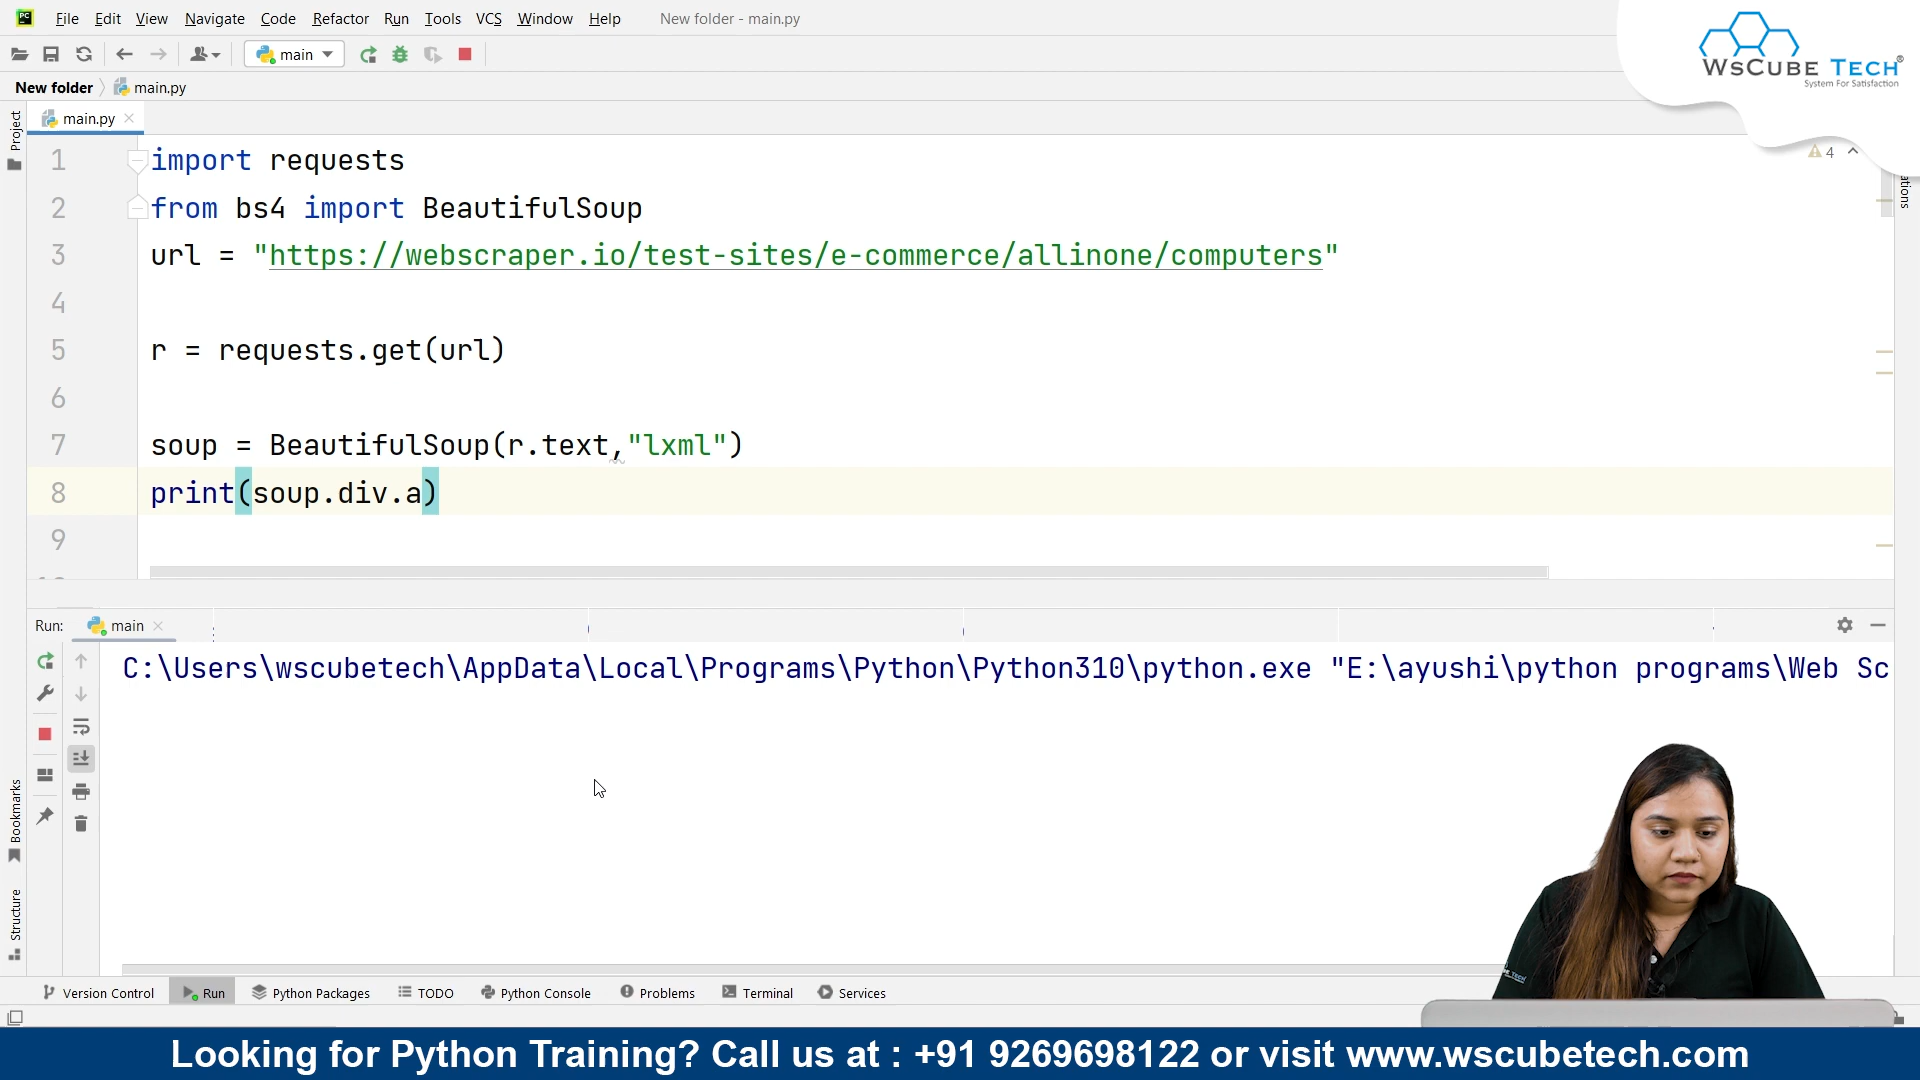 File Edit View Navigate Code Refactor Run Tools VCS Window Help New folder - main.py
main
WsCube Tech®
System For Satisfaction
New folder main.py
Project
main.py
4
1 import requests
2 from bs4 import BeautifulSoup
3 url = "https://webscraper.io/test-sites/e-commerce/allinone/computers"
4
5 r = requests.get(url)
6
7 soup = BeautifulSoup(r.text,"lxml")
8 print(soup.div.a)
9
Run: main
C:\Users\wscubetech\AppData\Local\Programs\Python\Python310\python.exe "E:\ayushi\python programs\Web Sc
Bookmarks
Structure
Version Control Run Python Packages TODO Python Console Problems Terminal Services
Looking for Python Training? Call us at : +91 9269698122 or visit www.wscubetech.com